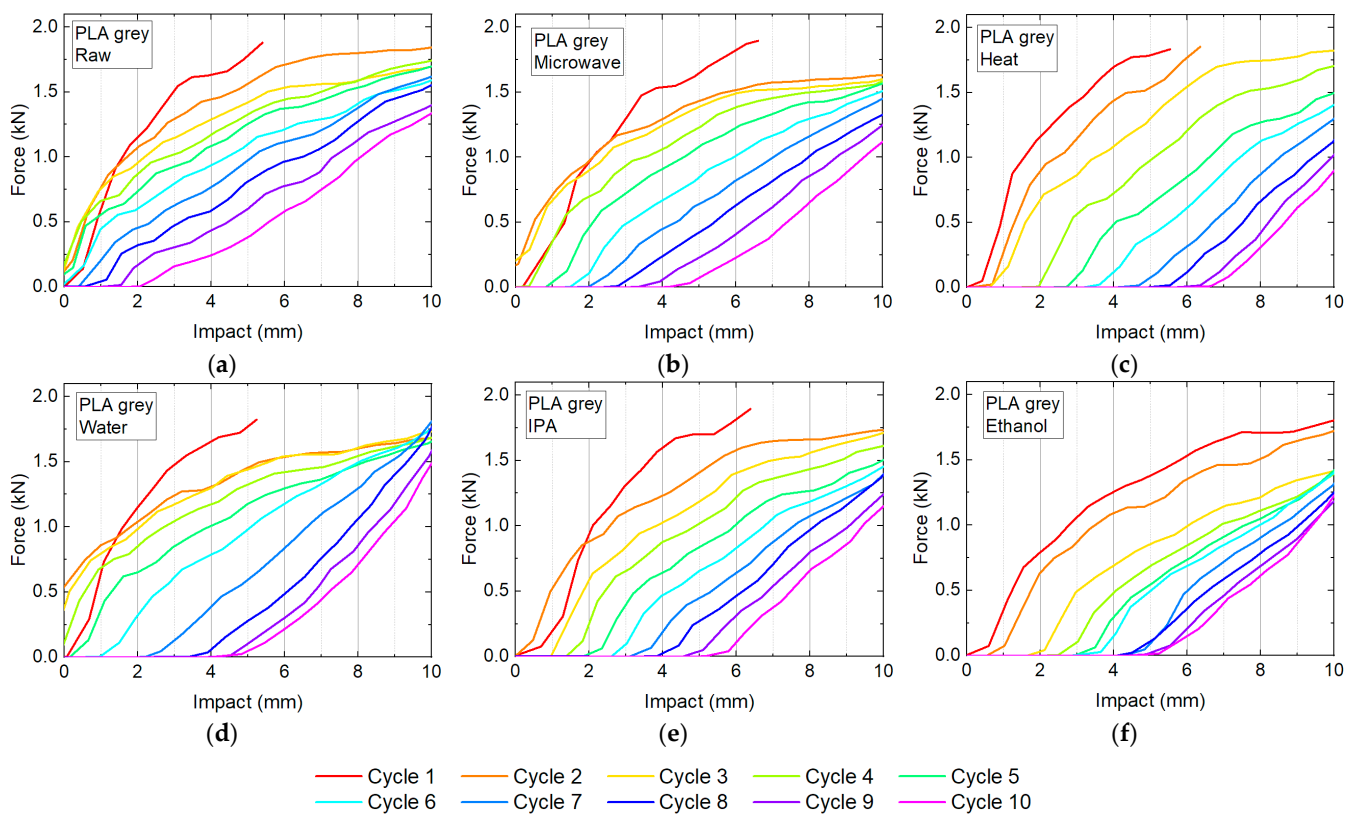 PLA grey
Raw
2.0
1.5
1.0
0.5
0.0
Force (kN)
0 2 4 6 8 10
Impact (mm)
(a)
PLA grey
Microwave
2.0
1.5
1.0
0.5
0.0
Force (kN)
0 2 4 6 8 10
Impact (mm)
(b)
PLA grey
Heat
2.0
1.5
1.0
0.5
0.0
Force (kN)
0 2 4 6 8 10
Impact (mm)
(c)
PLA grey
Water
2.0
1.5
1.0
0.5
0.0
Force (kN)
0 2 4 6 8 10
Impact (mm)
(d)
PLA grey
IPA
2.0
1.5
1.0
0.5
0.0
Force (kN)
0 2 4 6 8 10
Impact (mm)
(e)
PLA grey
Ethanol
2.0
1.5
1.0
0.5
0.0
Force (kN)
0 2 4 6 8 10
Impact (mm)
(f)
Cycle 1 Cycle 2 Cycle 3 Cycle 4 Cycle 5
Cycle 6 Cycle 7 Cycle 8 Cycle 9 Cycle 10